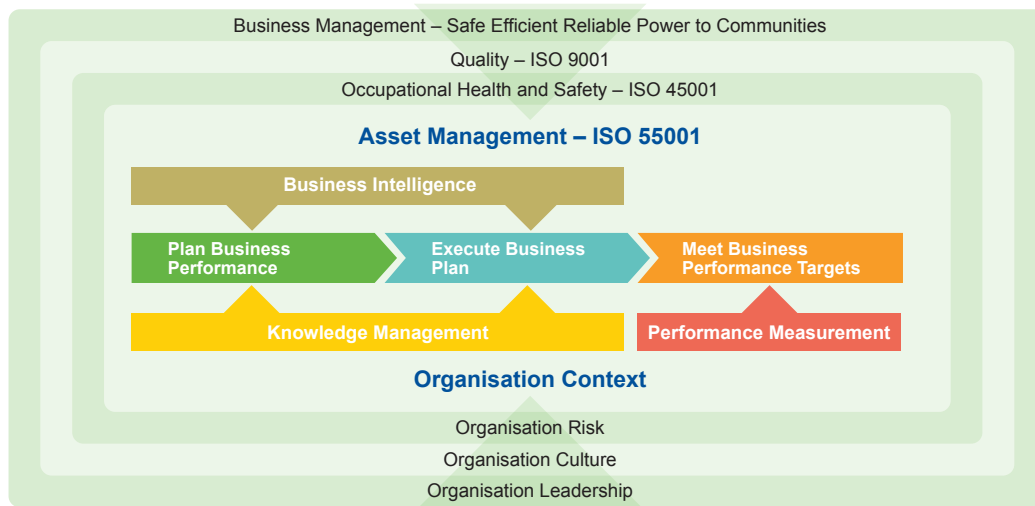 Business Management – Safe Efficient Reliable Power to Communities
Quality – ISO 9001
Occupational Health and Safety – ISO 45001
Asset Management – ISO 55001
Business Intelligence
Plan Business
Performance
Execute Business
Plan
Meet Business
Performance Targets
Knowledge Management
Performance Measurement
Organisation Context
Organisation Risk
Organisation Culture
Organisation Leadership